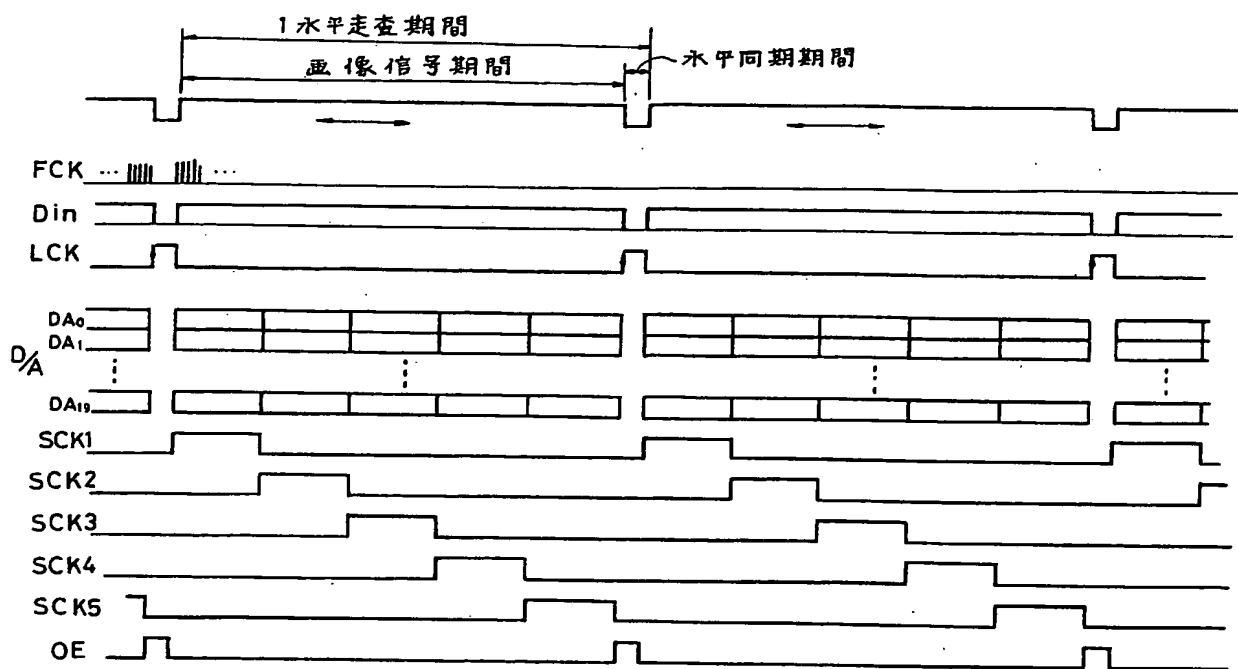 1水平走査期間
画像信号期間
水平同期期間
FCK
Din
LCK
DA0
DA1
D/A
DA19
SCK1
SCK2
SCK3
SCK4
SCK5
OE